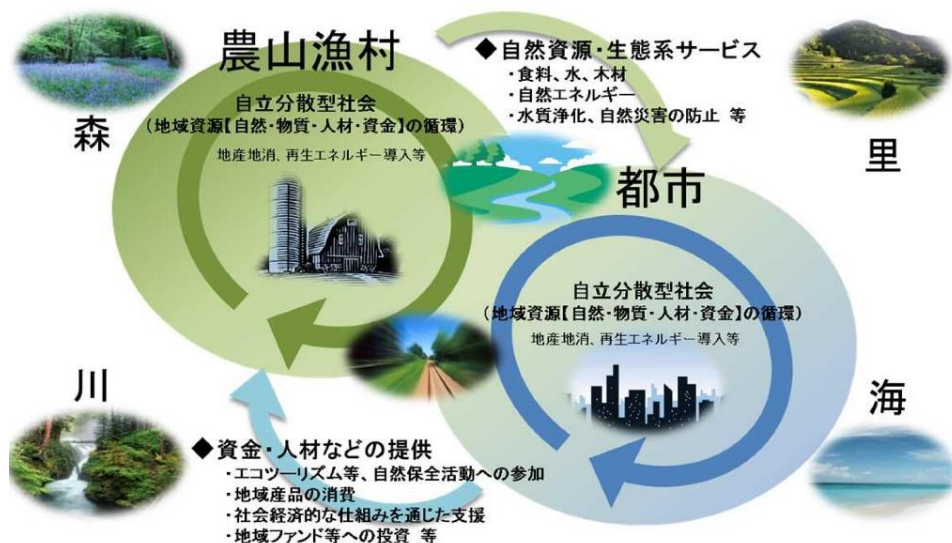 農山漁村
森
自立分散型社会
(地域資源【自然・物質・人材・資金】の循環)
地産地消、再生エネルギー導入等
◆自然資源・生態系サービス
・食料、水、木材
・自然エネルギー
・水質浄化、自然災害の防止 等
里
都市
自立分散型社会
(地域資源【自然・物質・人材・資金】の循環)
地産地消、再生エネルギー導入等
川
◆資金・人材などの提供
・エコツーリズム等、自然保全活動への参加
・地域産品の消費
・社会経済的な仕組みを通じた支援
・地域ファンド等への投資 等
海